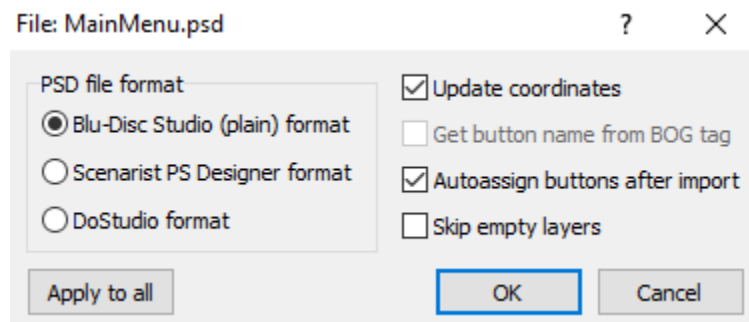 File: MainMenu.psd
?
PSD file format
Blu-Disc Studio (plain) format
Scenarist PS Designer format
DoStudio format
Update coordinates
Get button name from BOG tag
Autoassign buttons after import
Skip empty layers
Apply to all
OK
Cancel